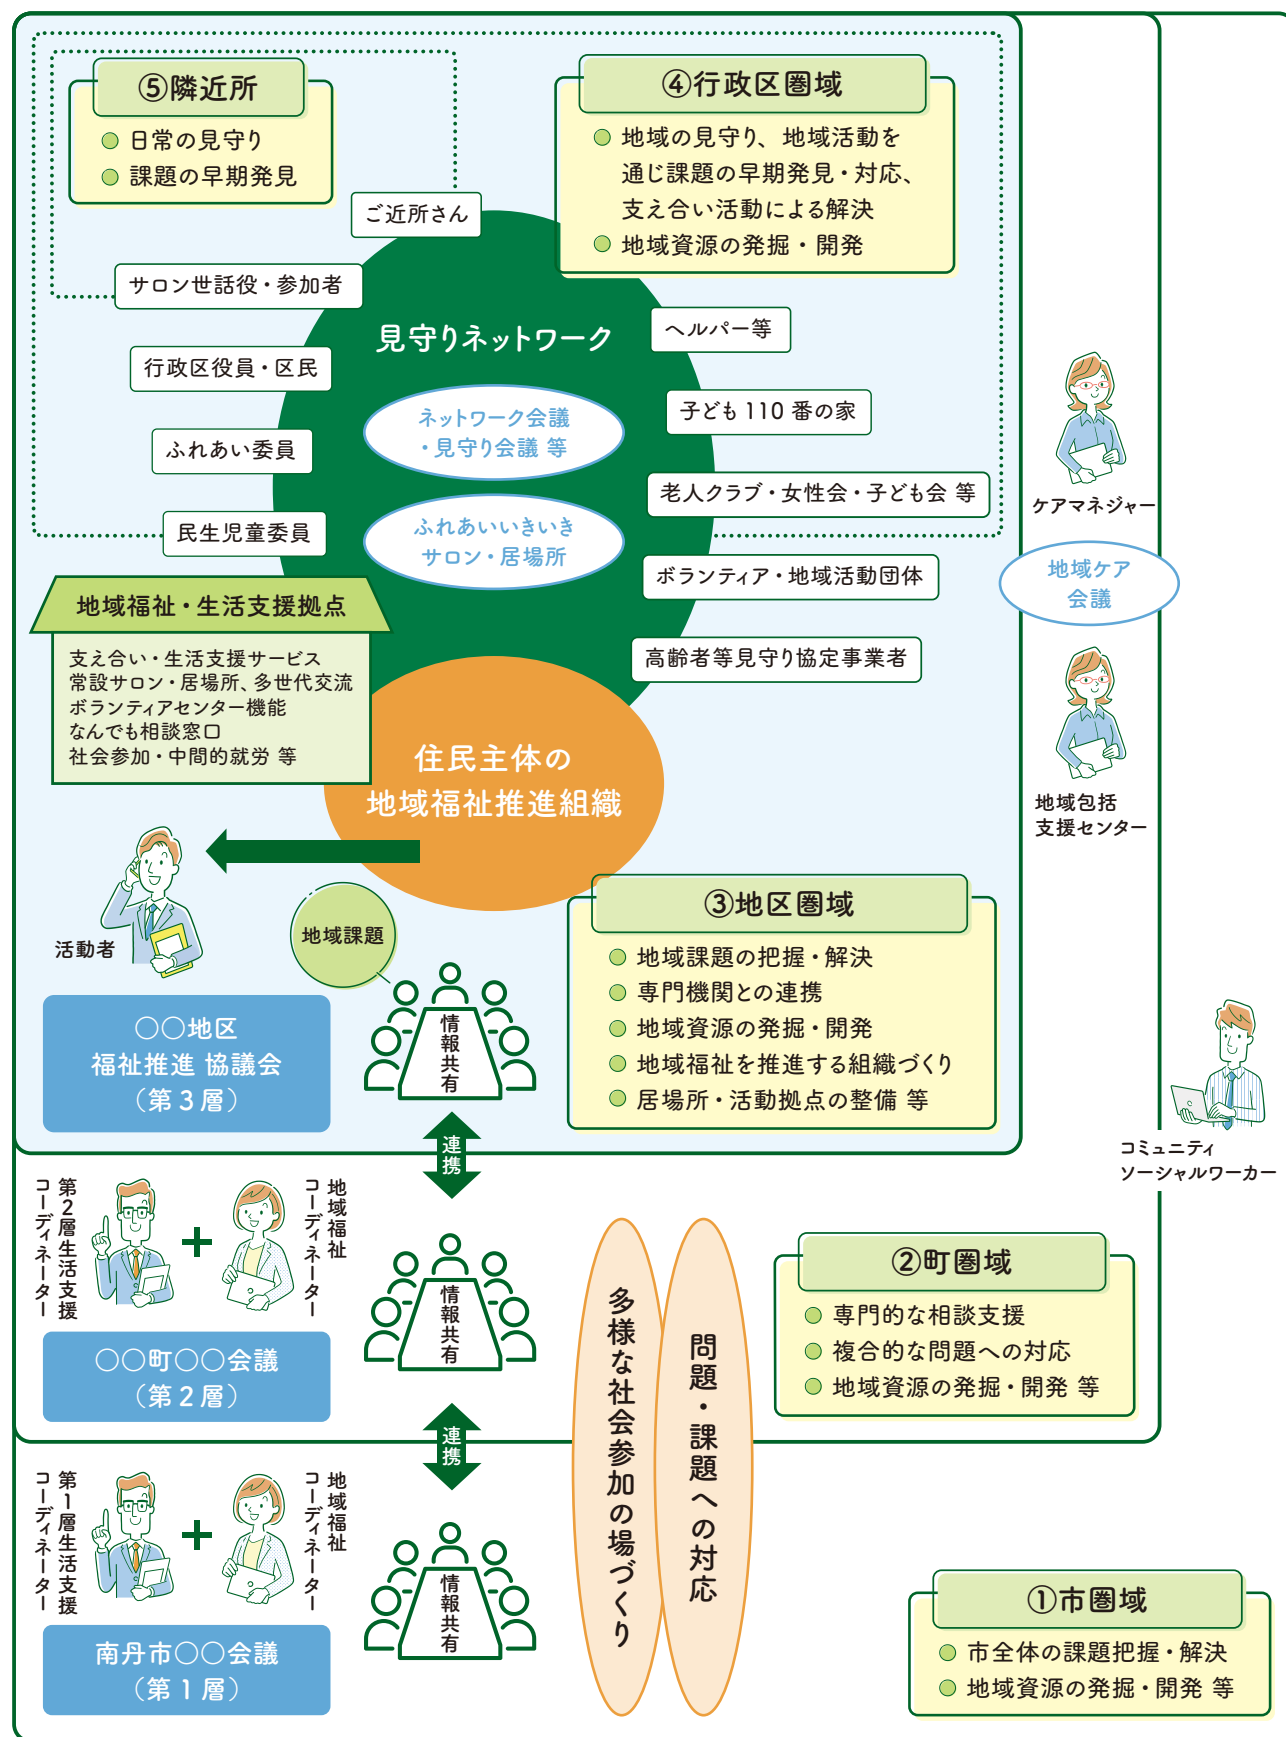 ⑤隣近所
日常の見守り
課題の早期発見
④行政区圏域
地域の見守り、地域活動を
通じ課題の早期発見・対応、
支え合い活動による解決
地域資源の発掘・開発
ご近所さん
サロン世話役・参加者
行政区役員・区民
ふれあい委員
民生児童委員
見守りネットワーク
ネットワーク会議
・見守り会議 等
ふれあいいきいき
サロン・居場所
ヘルパー等
子ども110番の家
老人クラブ・女性会・子ども会 等
ボランティア・地域活動団体
高齢者等見守り協定事業者
ケアマネジャー
地域ケア
会議
地域包括
支援センター
地域福祉・生活支援拠点
支え合い・生活支援サービス
常設サロン・居場所、多世代交流
ボランティアセンター機能
なんでも相談窓口
社会参加・中間的就労 等
住民主体の
地域福祉推進組織
活動者
地域課題
③地区圏域
地域課題の把握・解決
専門機関との連携
地域資源の発掘・開発
地域福祉を推進する組織づくり
居場所・活動拠点の整備 等
〇〇地区
福祉推進 協議会
（第3層）
情報共有
連携
コミュニティ
ソーシャルワーカー
第2層生活支援
コーディネーター
＋
地域福祉
コーディネーター
〇〇町〇〇会議
（第2層）
情報共有
連携
多様な社会参加の場づくり
問題・課題への対応
②町圏域
専門的な相談支援
複合的な問題への対応
地域資源の発掘・開発 等
第1層生活支援
コーディネーター
＋
地域福祉
コーディネーター
南丹市〇〇会議
（第1層）
情報共有
①市圏域
市全体の課題把握・解決
地域資源の発掘・開発 等